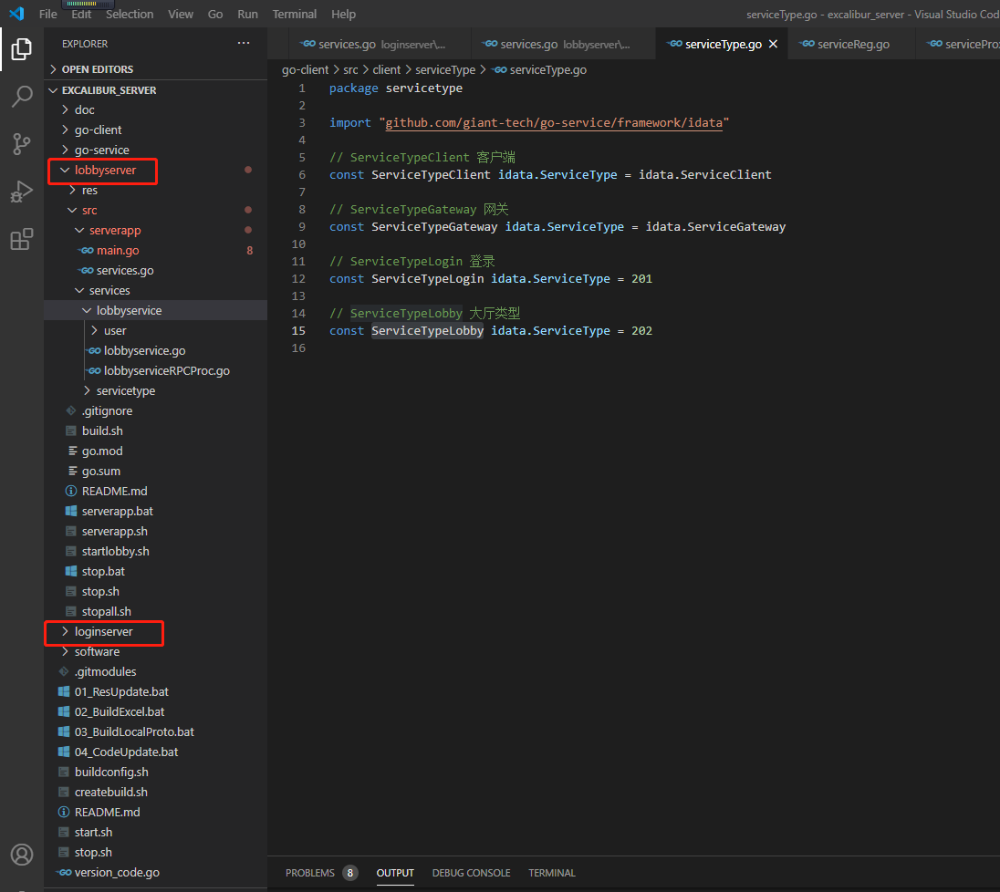 File Edit Selection View Go Run Terminal Help
serviceType.go - excalibur_server - Visual Studio Cod
EXPLORER ...
services.go loginserver\... services.go lobbyserver\... serviceType.go serviceReg.go servicePro
OPEN EDITORS
go-client > src > client > serviceType > serviceType.go
EXCALIBUR_SERVER
doc
go-client
go-service
lobbyserver
res
src
serverapp
main.go 8
services.go
services
lobbyservice
user
lobbyservice.go
lobbyserviceRPCProc.go
servicetype
.gitignore
build.sh
go.mod
go.sum
README.md
serverapp.bat
serverapp.sh
startlobby.sh
stop.bat
stop.sh
stopall.sh
loginserver
software
.gitmodules
01_ResUpdate.bat
02_BuildExcel.bat
03_BuildLocalProto.bat
04_CodeUpdate.bat
buildconfig.sh
createbuild.sh
README.md
start.sh
stop.sh
version_code.go
1 package servicetype
2
3 import "github.com/giant-tech/go-service/framework/idata"
4
5 // ServiceTypeClient 客户端
6 const ServiceTypeClient idata.ServiceType = idata.ServiceClient
7
8 // ServiceTypeGateway 网关
9 const ServiceTypeGateway idata.ServiceType = idata.ServiceGateway
10
11 // ServiceTypeLogin 登录
12 const ServiceTypeLogin idata.ServiceType = 201
13
14 // ServiceTypeLobby 大厅类型
15 const ServiceTypeLobby idata.ServiceType = 202
16
PROBLEMS 8 OUTPUT DEBUG CONSOLE TERMINAL